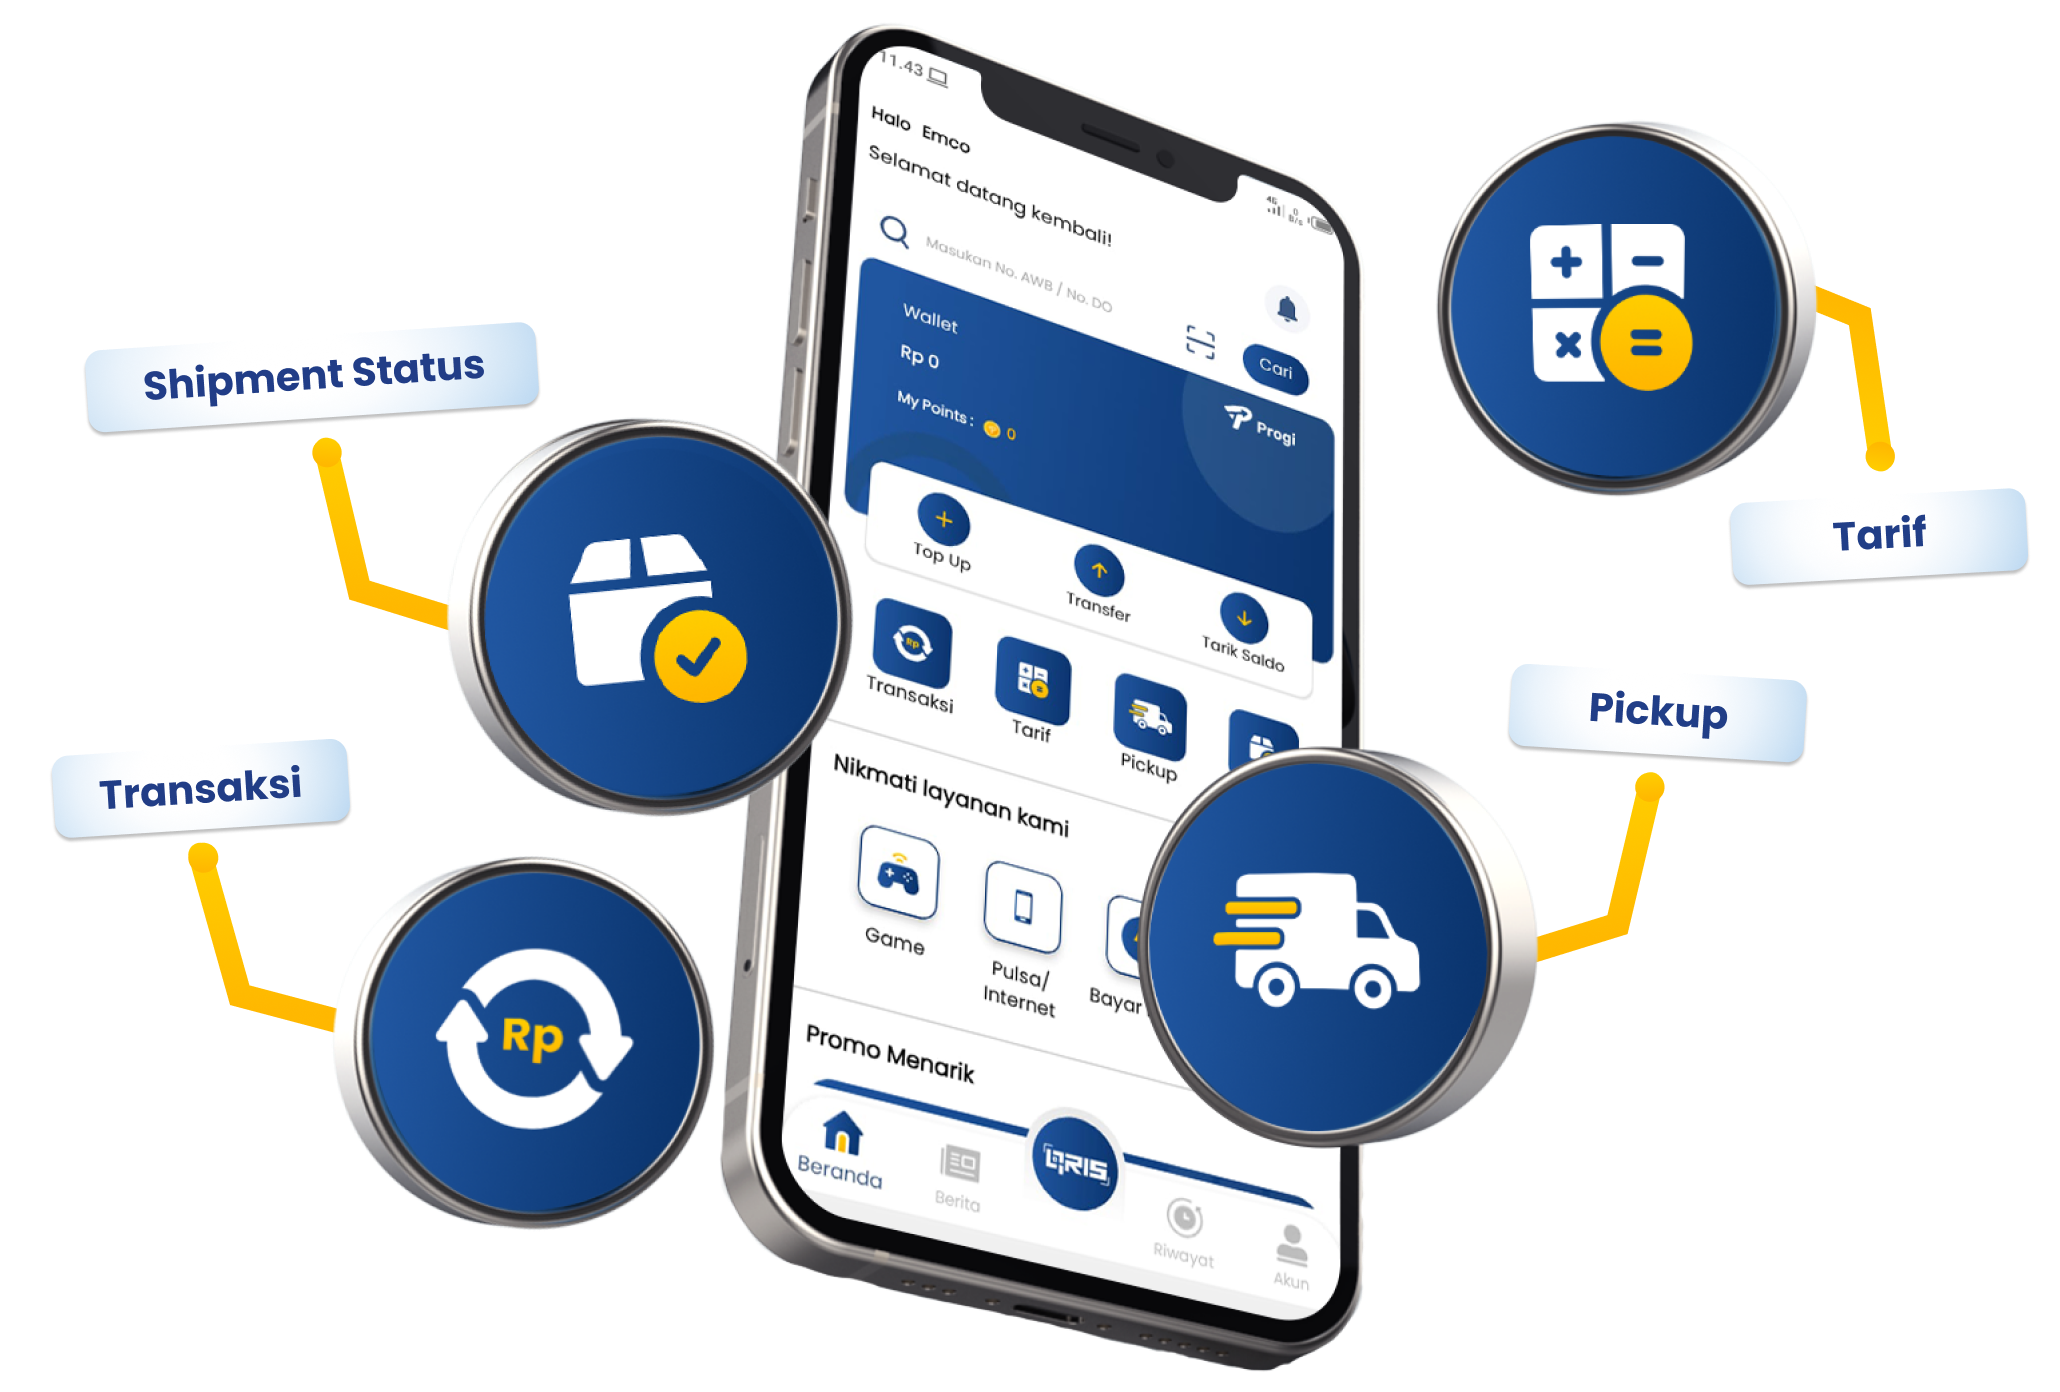 11.43
4G 0 B/s
Halo Emco
Selamat datang kembali!
Masukan No. AWB / No. DO
Cari
Wallet
Rp 0
My Points : 0
Progi
Top Up
Transfer
Tarik Saldo
Transaksi
Tarif
Pickup
Nikmati layanan kami
Game
Pulsa/
Internet
Bayar
Promo Menarik
Beranda
Berita
QRIS
Riwayat
Akun
Shipment Status
Transaksi
Rp
Tarif
Pickup